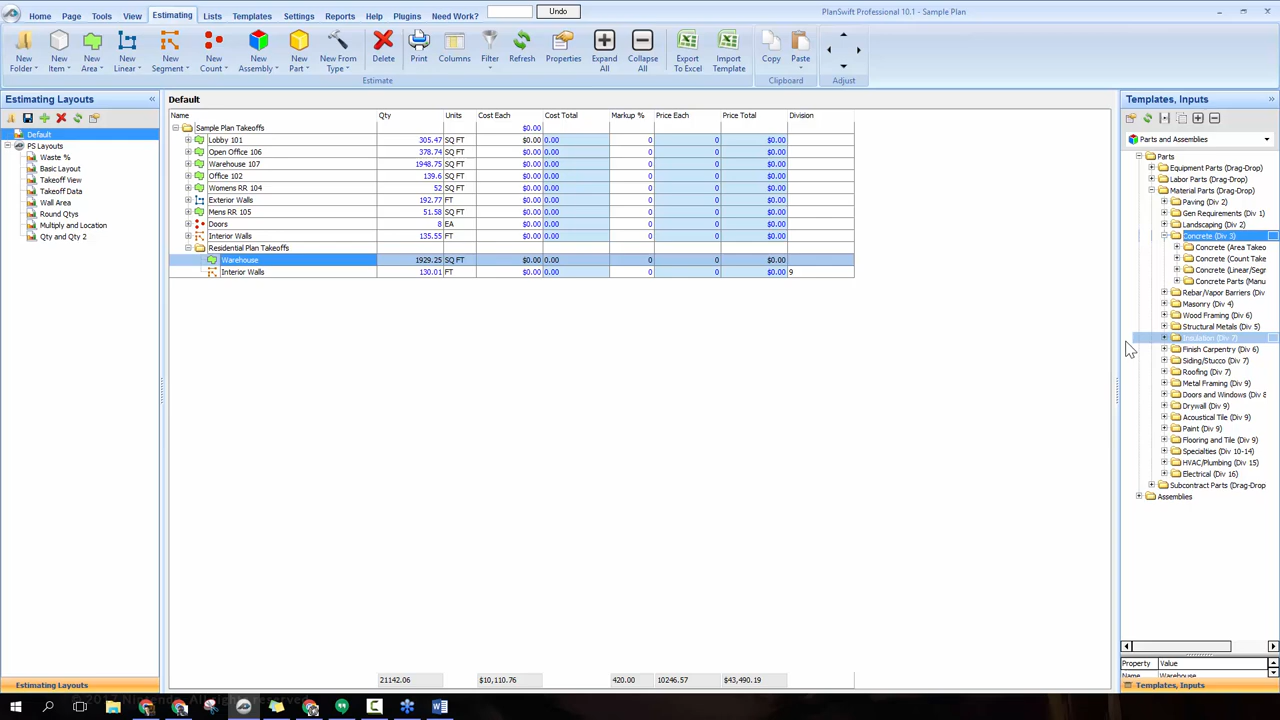 Home Page Tools View Estimating Lists Templates Settings Reports Help Plugins Need Work? Undo PlanSwift Professional 10.1 - Sample Plan
New Folder New Item New Area New Linear New Segment New Count New Assembly New Part New From Type Delete Print Columns Filter Refresh Properties Expand All Collapse All Export To Excel Import Template Copy Paste
Estimate Clipboard Adjust
Estimating Layouts Default Templates, Inputs
Name Qty Units Cost Each Cost Total Markup % Price Each Price Total Division
Sample Plan Takeoffs $0.00
Lobby 101 305.47 SQ FT $0.00 0.00 0 0 $0.00
Open Office 106 378.74 SQ FT $0.00 0.00 0 0 $0.00
Warehouse 107 1948.75 SQ FT $0.00 0.00 0 0 $0.00
Office 102 139.6 SQ FT $0.00 0.00 0 0 $0.00
Womens RR 104 52 SQ FT $0.00 0.00 0 0 $0.00
Exterior Walls 192.77 FT $0.00 0.00 0 0 $0.00
Mens RR 105 51.58 SQ FT $0.00 0.00 0 0 $0.00
Doors 8 EA $0.00 0.00 0 0 $0.00
Interior Walls 135.55 FT $0.00 0.00 0 0 $0.00
Residential Plan Takeoffs
Warehouse 1929.25 SQ FT $0.00 0.00 0 0 $0.00
Interior Walls 130.01 FT $0.00 0.00 0 0 $0.00 9
21142.06 $10,110.76 420.00 10246.57 $43,490.19
Default
PS Layouts
Waste %
Basic Layout
Takeoff View
Takeoff Data
Wall Area
Round Qtys
Multiply and Location
Qty and Qty 2
Estimating Layouts
Parts and Assemblies
Parts
Equipment Parts (Drag-Drop)
Labor Parts (Drag-Drop)
Material Parts (Drag-Drop)
Paving (Div 2)
Gen Requirements (Div 1)
Landscaping (Div 2)
Concrete (Div 3)
Concrete (Area Takeo
Concrete (Count Take
Concrete (Linear/Segr
Concrete Parts (Manu
Rebar/Vapor Barriers (Div
Masonry (Div 4)
Wood Framing (Div 6)
Structural Metals (Div 5)
Insulation (Div 7)
Finish Carpentry (Div 6)
Siding/Stucco (Div 7)
Roofing (Div 7)
Metal Framing (Div 9)
Doors and Windows (Div 8
Drywall (Div 9)
Acoustical Tile (Div 9)
Paint (Div 9)
Flooring and Tile (Div 9)
Specialties (Div 10-14)
HVAC/Plumbing (Div 15)
Electrical (Div 16)
Subcontract Parts (Drag-Drop
Assemblies
Property Value
Name Warehouse
Templates, Inputs